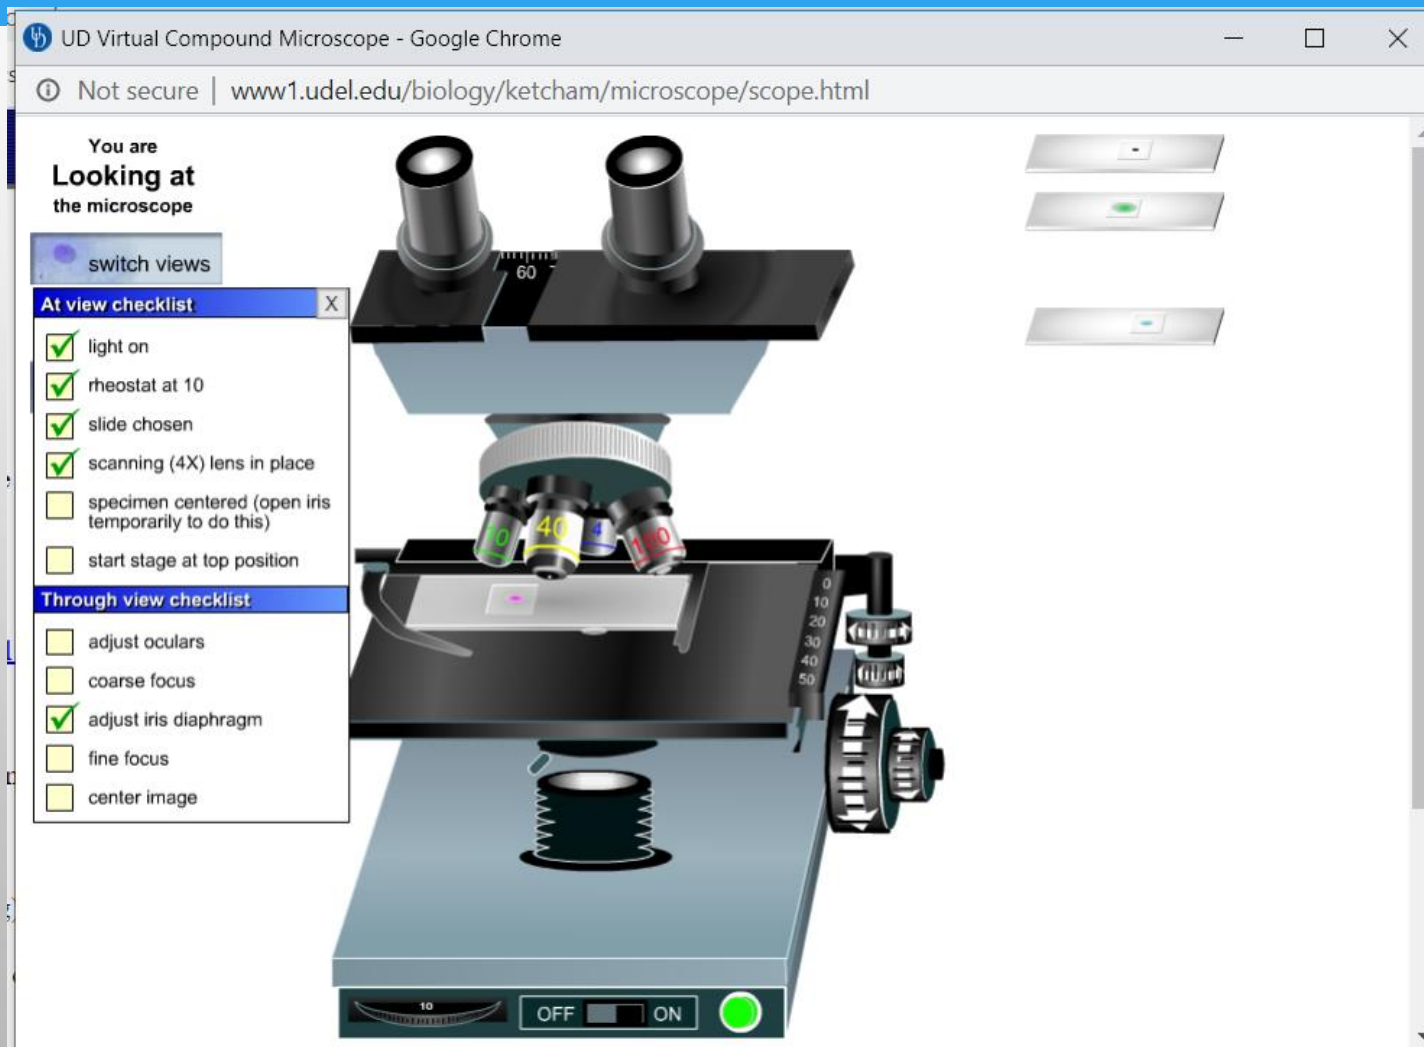 UD Virtual Compound Microscope - Google Chrome
Not secure | www1.udel.edu/biology/ketcham/microscope/scope.html
You are
Looking at
the microscope
switch views
At view checklist X
light on
rheostat at 10
slide chosen
scanning (4X) lens in place
specimen centered (open iris
temporarily to do this)
start stage at top position
Through view checklist
adjust oculars
coarse focus
adjust iris diaphragm
fine focus
center image
60
10 40 4 100
0
10
20
30
40
50
10 OFF ON